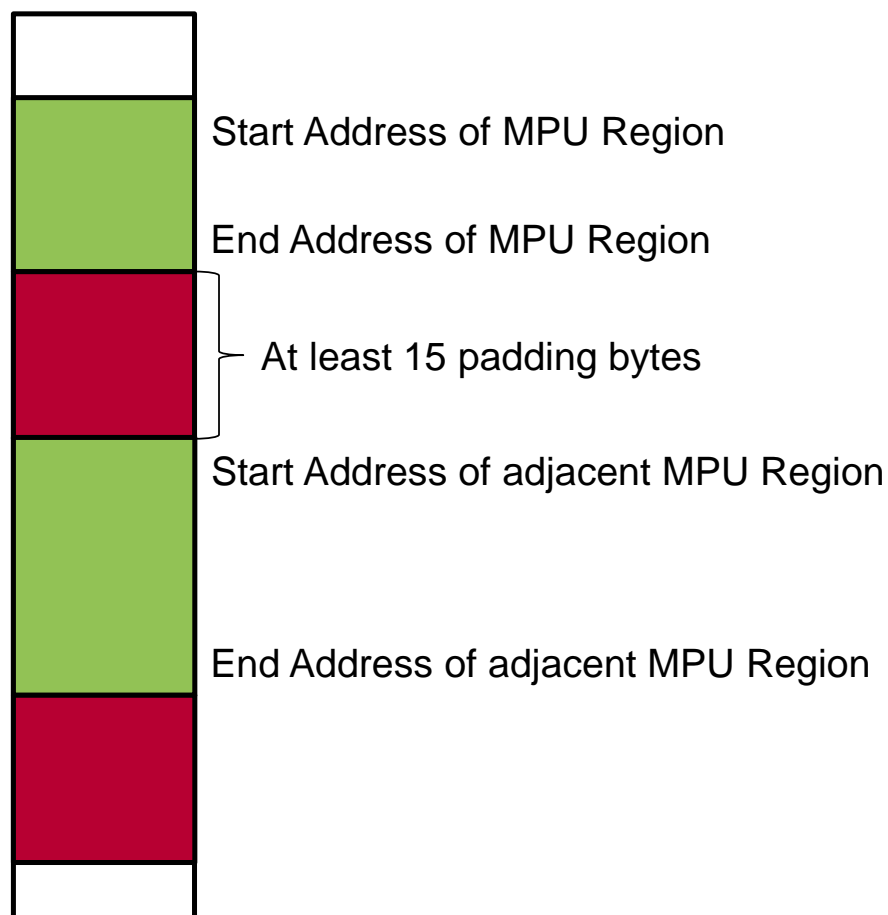 Start Address of MPU Region
End Address of MPU Region
At least 15 padding bytes
Start Address of adjacent MPU Region
End Address of adjacent MPU Region